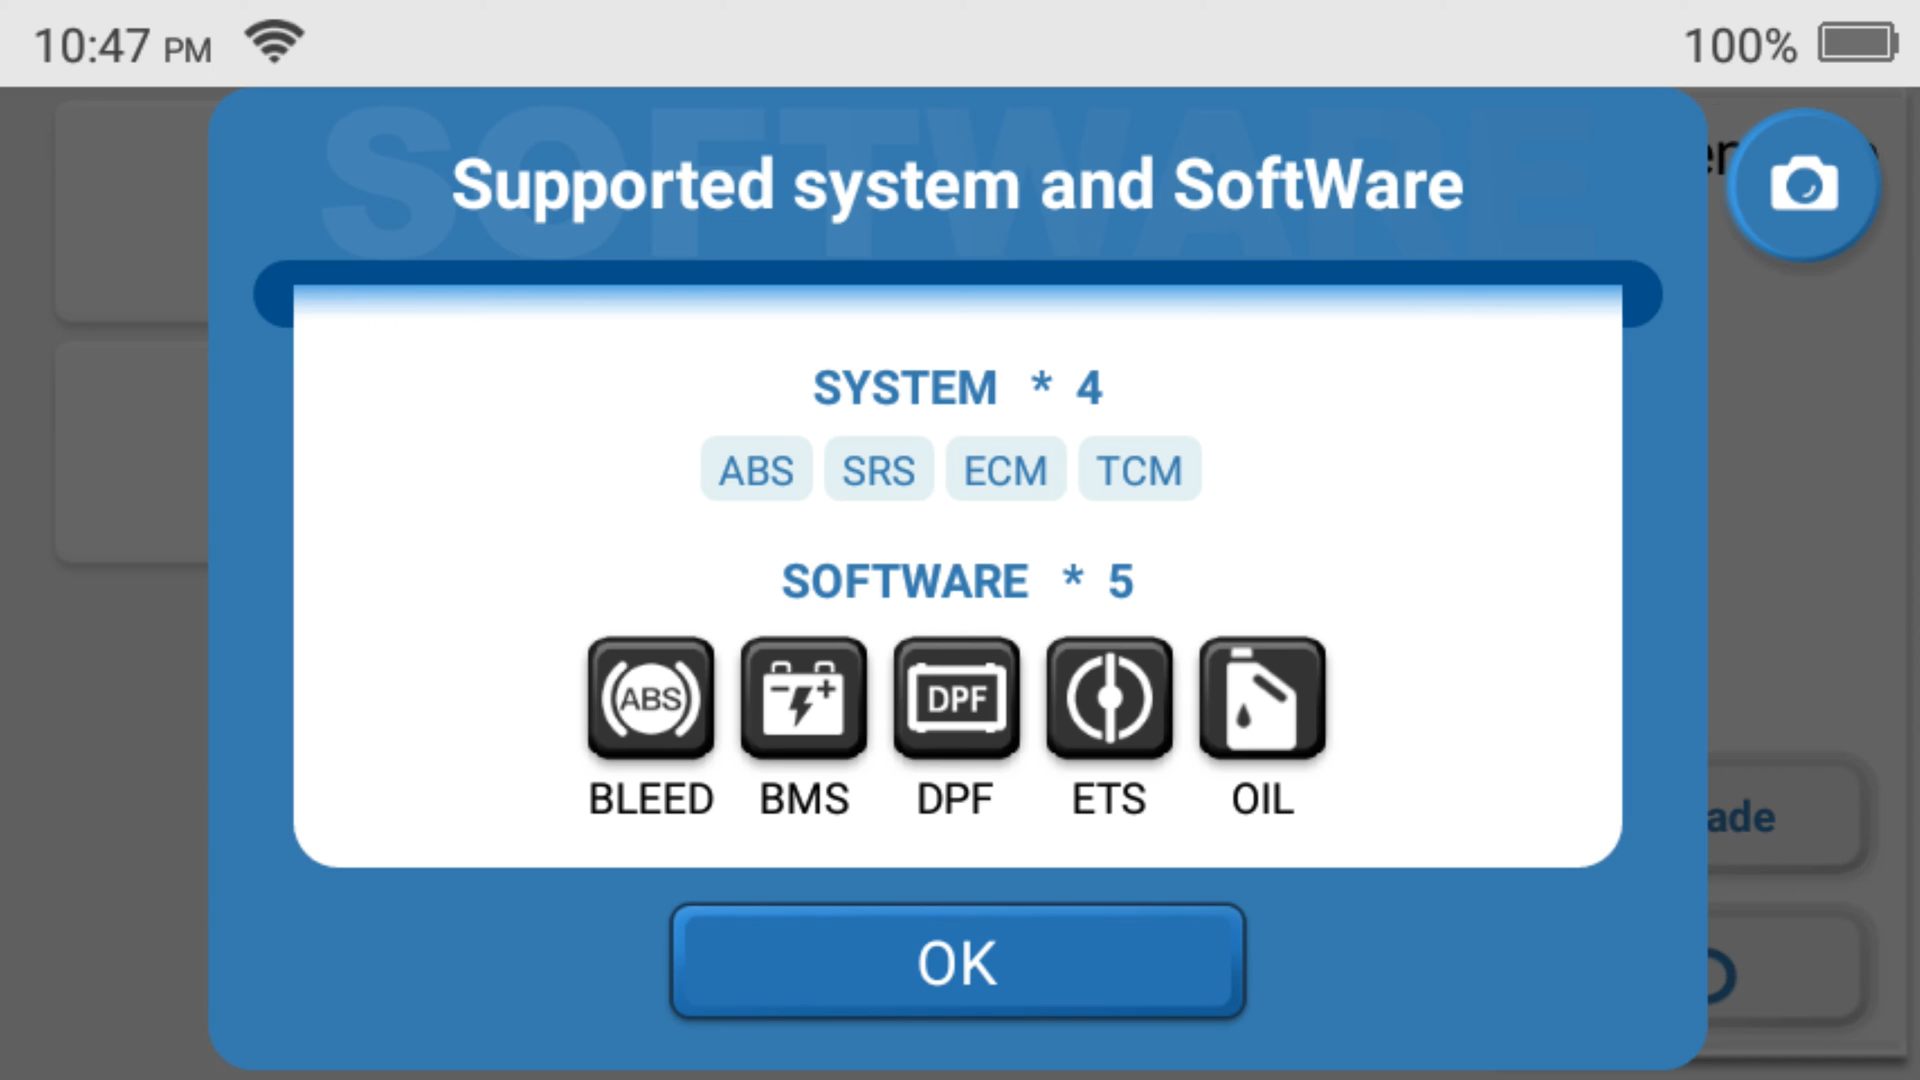 10:47 PM
100%
SOFTWARE
Supported system and SoftWare
SYSTEM * 4
ABS SRS ECM TCM
SOFTWARE * 5
ABS
DPF
BLEED BMS DPF ETS OIL
ade
OK